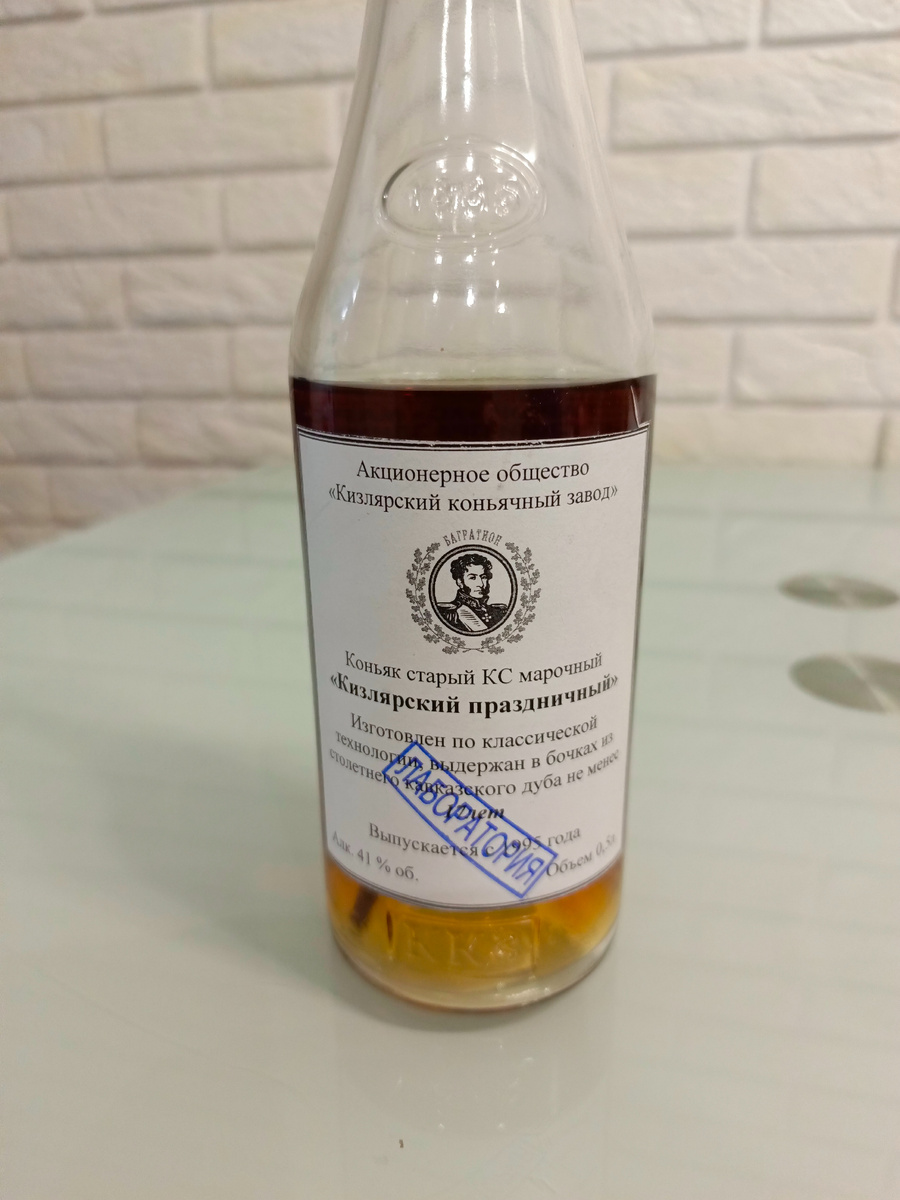 Акционерное общество
«Кизлярский коньячный завод»
БАГРАТИОН
Коньяк старый КС марочный
«Кизлярский праздничный»
Изготовлен по классической
технологии, выдержан в бочках из
столетнего кавказского дуба не менее
лет
Выпускается с 1995 года
Алк. 41 % об.
Объем 0,5л
ЛАБОРАТОРИЯ